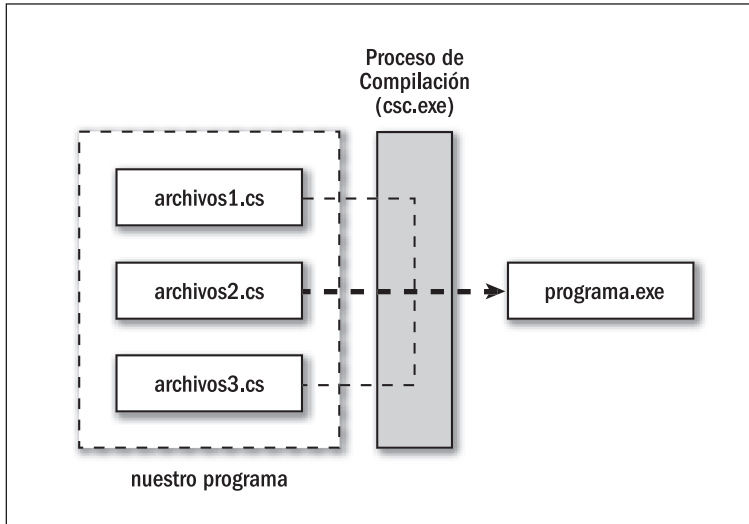 Proceso de
Compilación
(csc.exe)
archivos1.cs
archivos2.cs
programa.exe
archivos3.cs
nuestro programa